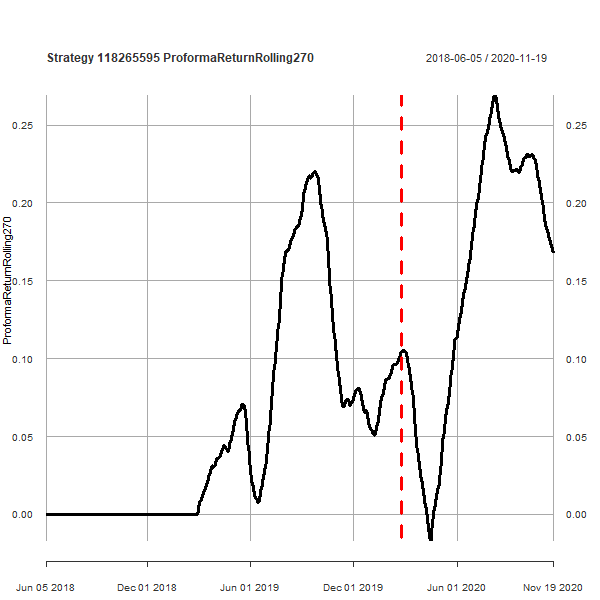 Strategy 118265595 ProformaReturnRolling270
2018-06-05 / 2020-11-19
ProformaReturnRolling270
0.25
0.20
0.15
0.10
0.05
0.00
0.25
0.20
0.15
0.10
0.05
0.00
Jun 05 2018
Dec 01 2018
Jun 01 2019
Dec 01 2019
Jun 01 2020
Nov 19 2020